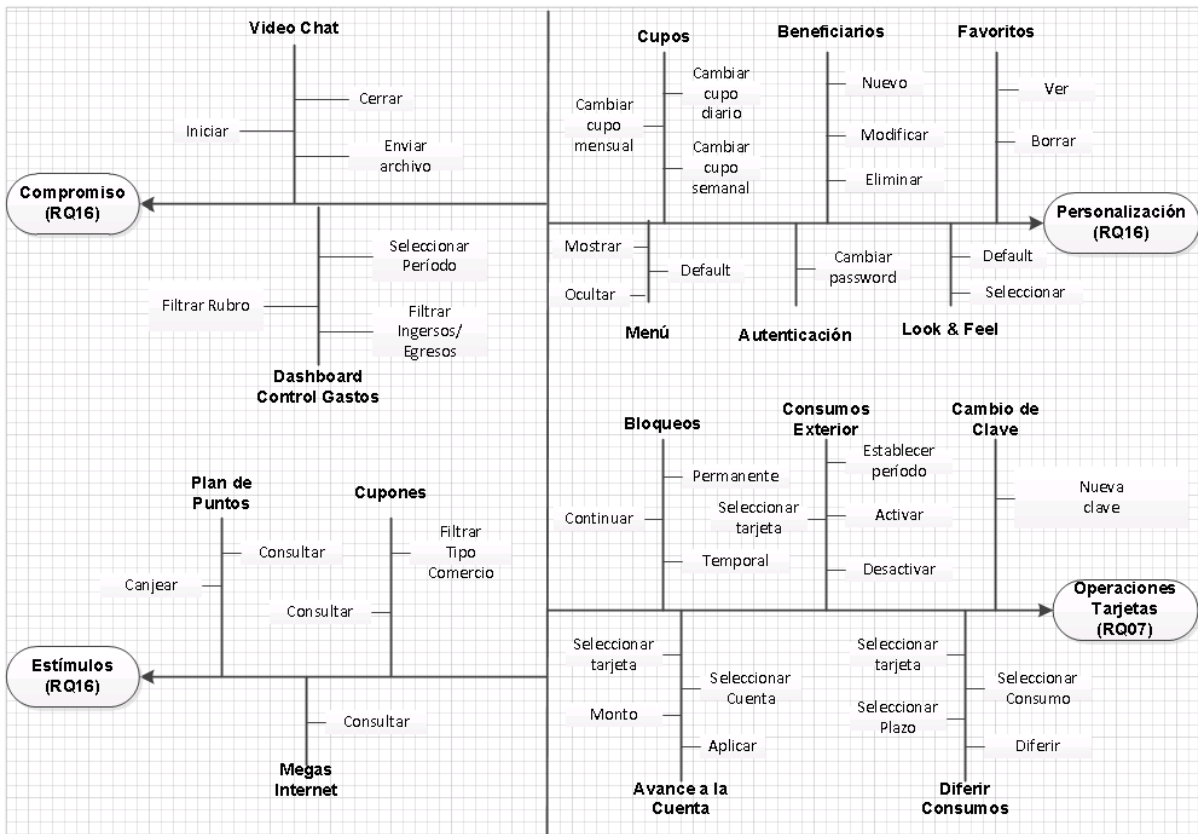 Video Chat
Cerrar
Iniciar
Enviar
archivo
Compromiso
(RQ16)
Seleccionar
Período
Filtrar Rubro
Filtrar
Ingersos/
Egresos
Dashboard
Control Gastos
Cupos
Beneficiarios
Favoritos
Cambiar
cupo
diario
Cambiar
cupo
mensual
Cambiar
cupo
semanal
Nuevo
Modificar
Eliminar
Ver
Borrar
Personalización
(RQ16)
Mostrar
Default
Ocultar
Menú
Cambiar
password
Autenticación
Default
Seleccionar
Look & Feel
Plan de
Puntos
Cupones
Consultar
Canjear
Filtrar
Tipo
Comercio
Consultar
Estímulos
(RQ16)
Consultar
Megas
Internet
Bloqueos
Consumos
Exterior
Cambio de
Clave
Permanente
Continuar
Temporal
Establecer
período
Seleccionar
tarjeta
Activar
Desactivar
Nueva
clave
Operaciones
Tarjetas
(RQ07)
Seleccionar
tarjeta
Seleccionar
Cuenta
Monto
Aplicar
Avance a la
Cuenta
Seleccionar
tarjeta
Seleccionar
Consumo
Seleccionar
Plazo
Diferir
Diferir
Consumos